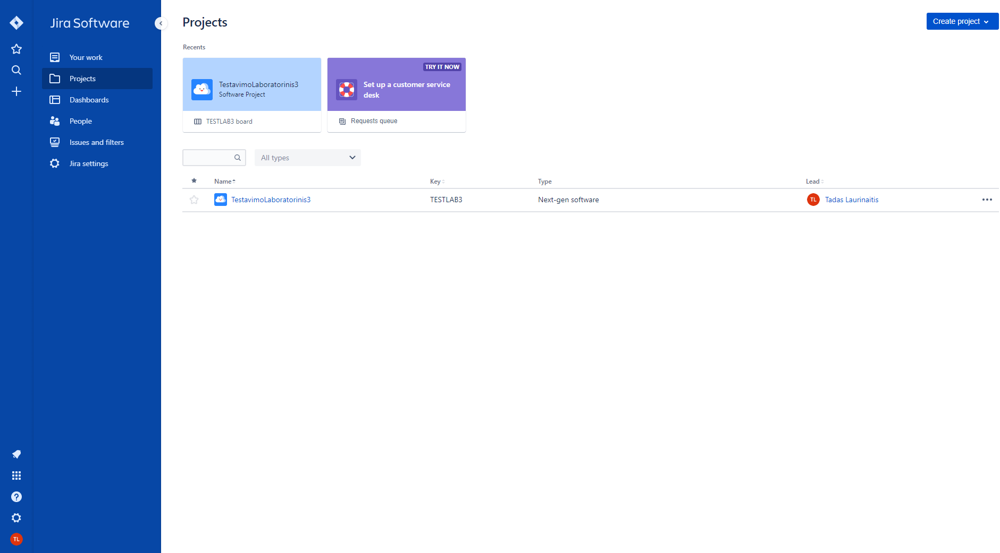 Jira Software
Your work
Projects
Dashboards
People
Issues and filters
Jira settings
TL
Projects
Create project
Recents
TestavimoLaboratorinis3
Software Project
TESTLAB3 board
TRY IT NOW
Set up a customer service
desk
Requests queue
All types
Name Key Type Lead
TestavimoLaboratorinis3 TESTLAB3 Next-gen software TL Tadas Laurinaitis